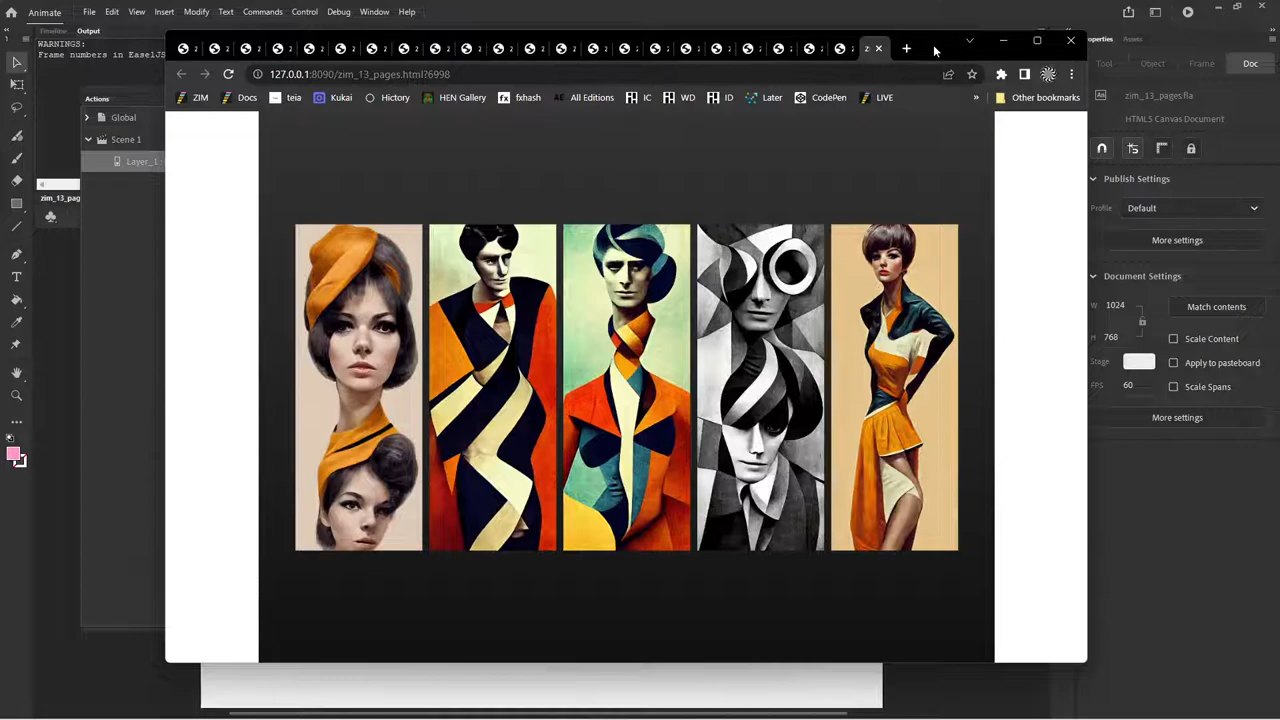 Animate File Edit View Insert Modify Text Commands Control Debug Window Help
Timeline Output
WARNINGS:
Frame numbers in EaselJS
Actions
Global
Scene 1
Layer_1 :
zim_13_pag
127.0.0.1:8090/zim_13_pages.html?6998
ZIM Docs teia Kukai Hictory HEN Gallery fx fxhash AE All Editions IC WD ID Later CodePen LIVE » Other bookmarks
operties Assets
Tool Object Frame Doc
zim_13_pages.fla
HTML5 Canvas Document
Publish Settings
Profile Default
More settings
Document Settings
W 1024 Match contents
H 768 Scale Content
Stage Apply to pasteboard
FPS 60 Scale Spans
More settings